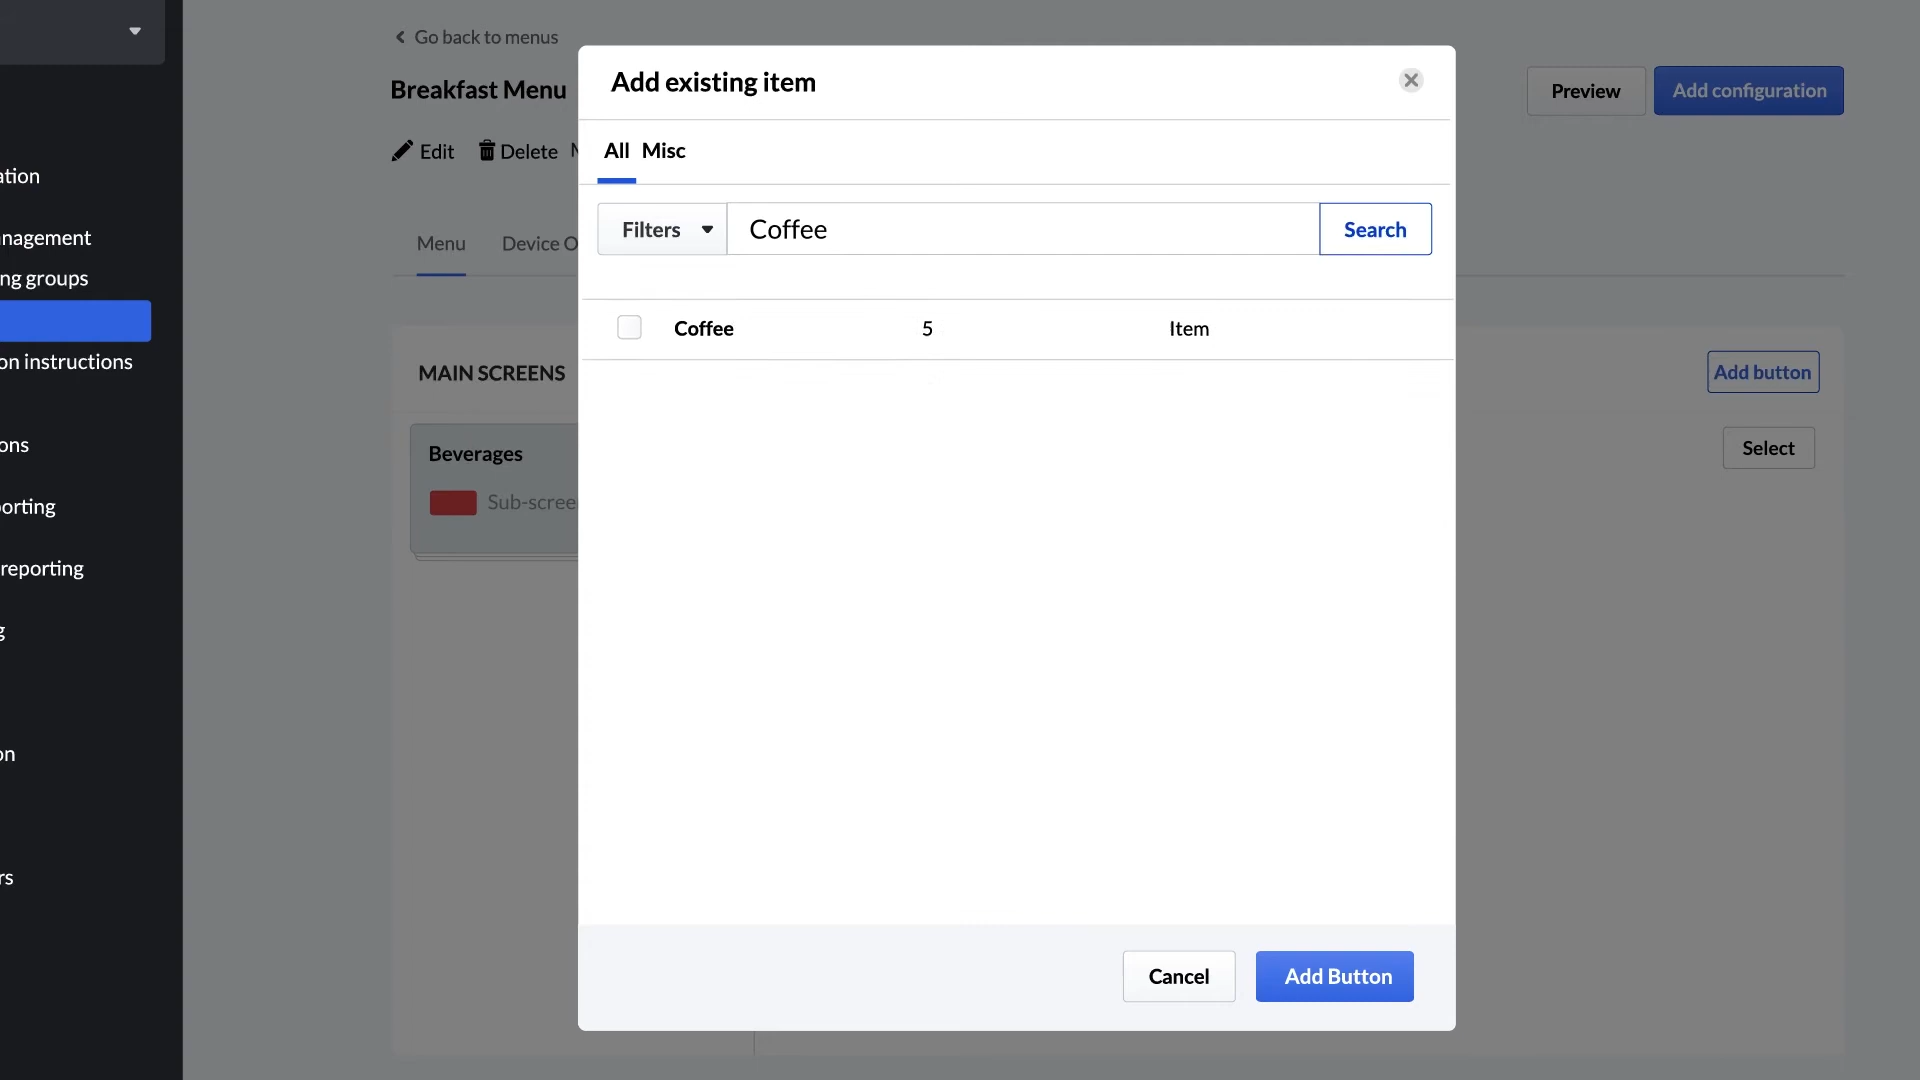 Go back to menus
Breakfast Menu
Edit Delete
Menu Device O
MAIN SCREENS
Beverages
Sub-scree
Preview Add configuration
Add button
Select
ation
nagement
ng groups
on instructions
ons
orting
reporting
g
on
rs
Add existing item
All Misc
Filters Coffee Search
Coffee 5 Item
Cancel Add Button